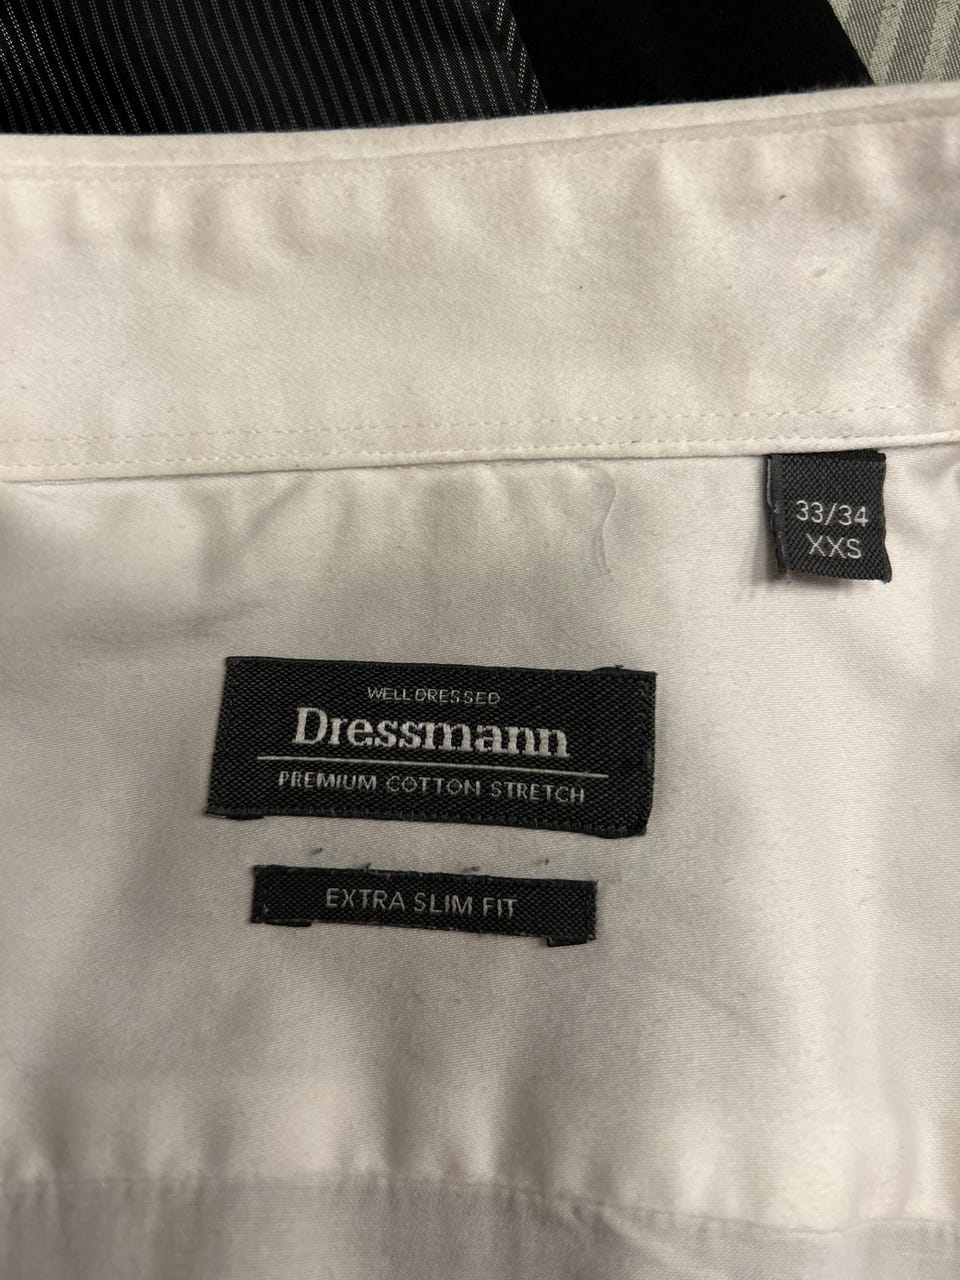 33/34
XXS
WELL DRESSED
Dressmann
PREMIUM COTTON STRETCH
EXTRA SLIM FIT